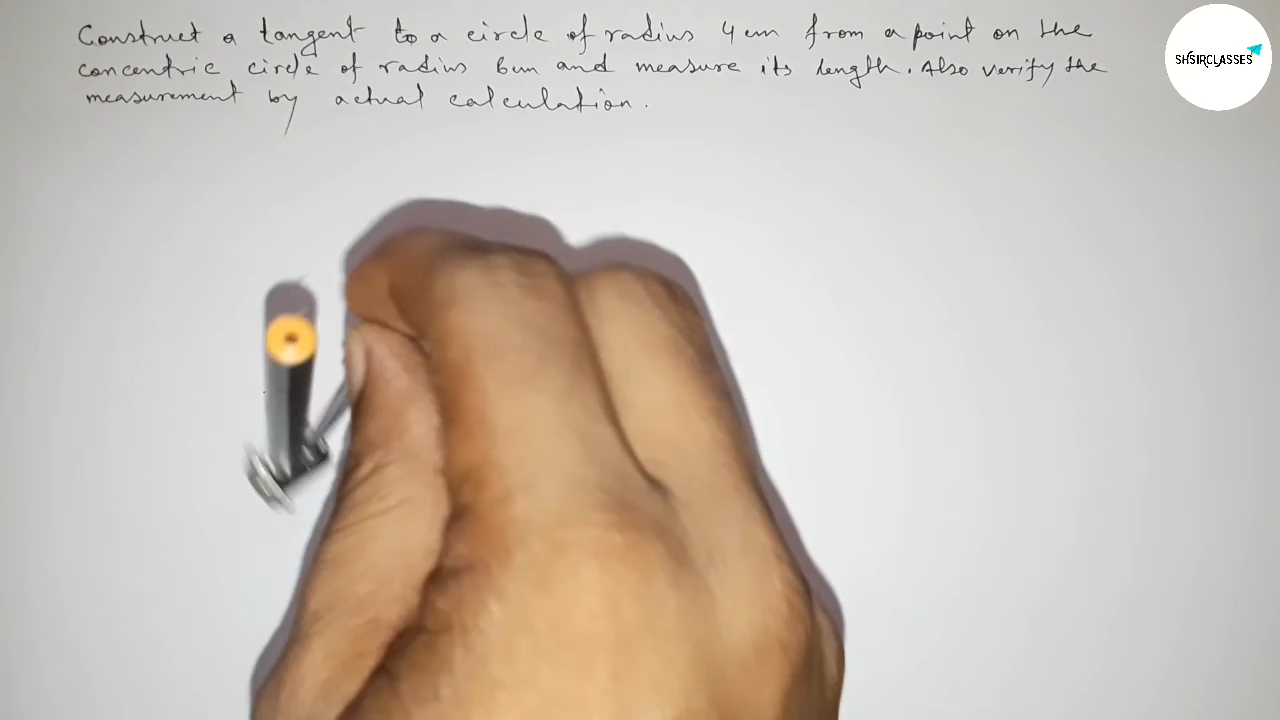 Construct a tangent to a circle of radius 4 cm from a point on the
concentric circle of radius 6cm and measure its length. Also verify the
measurement by actual calculation.
SHSIRCLASSES